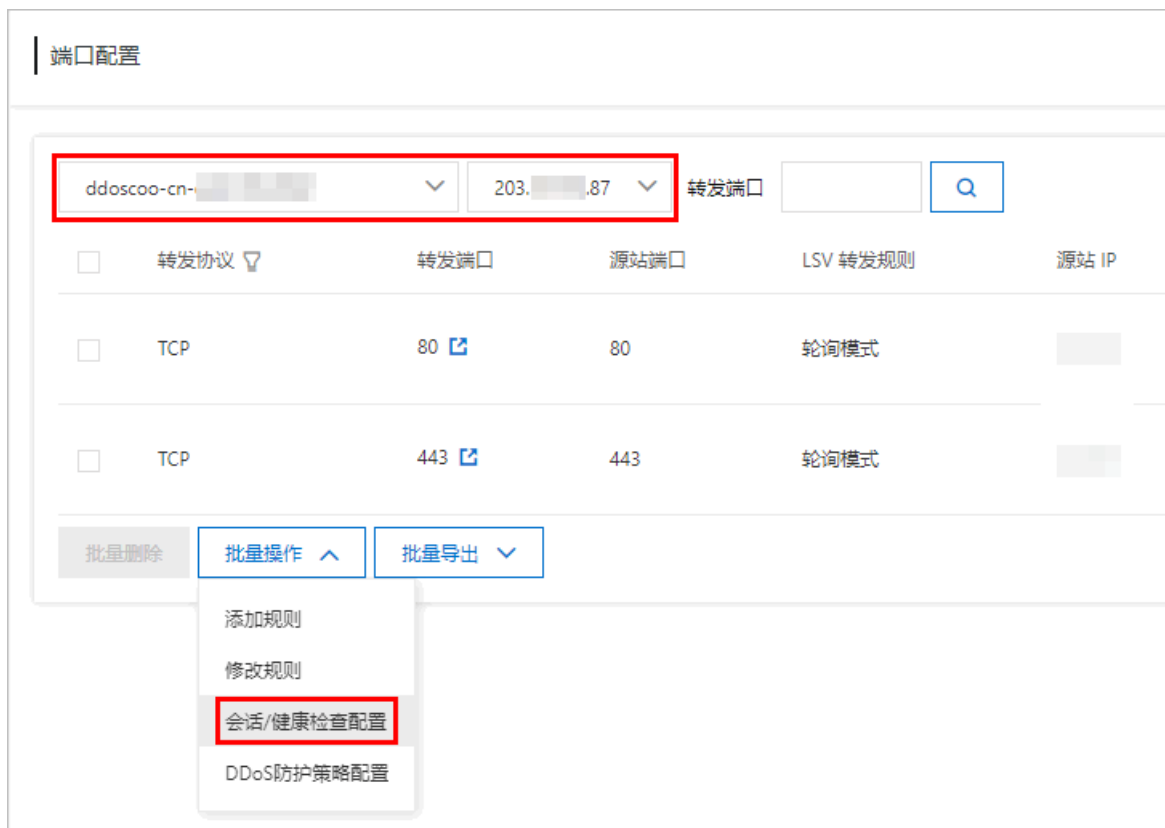 端口配置
ddoscoo-cn- 203. .87 转发端口
转发协议 转发端口 源站端口 LSV 转发规则 源站 IP
TCP 80 80 轮询模式
TCP 443 443 轮询模式
批量删除 批量操作 批量导出
添加规则
修改规则
会话/健康检查配置
DDoS防护策略配置